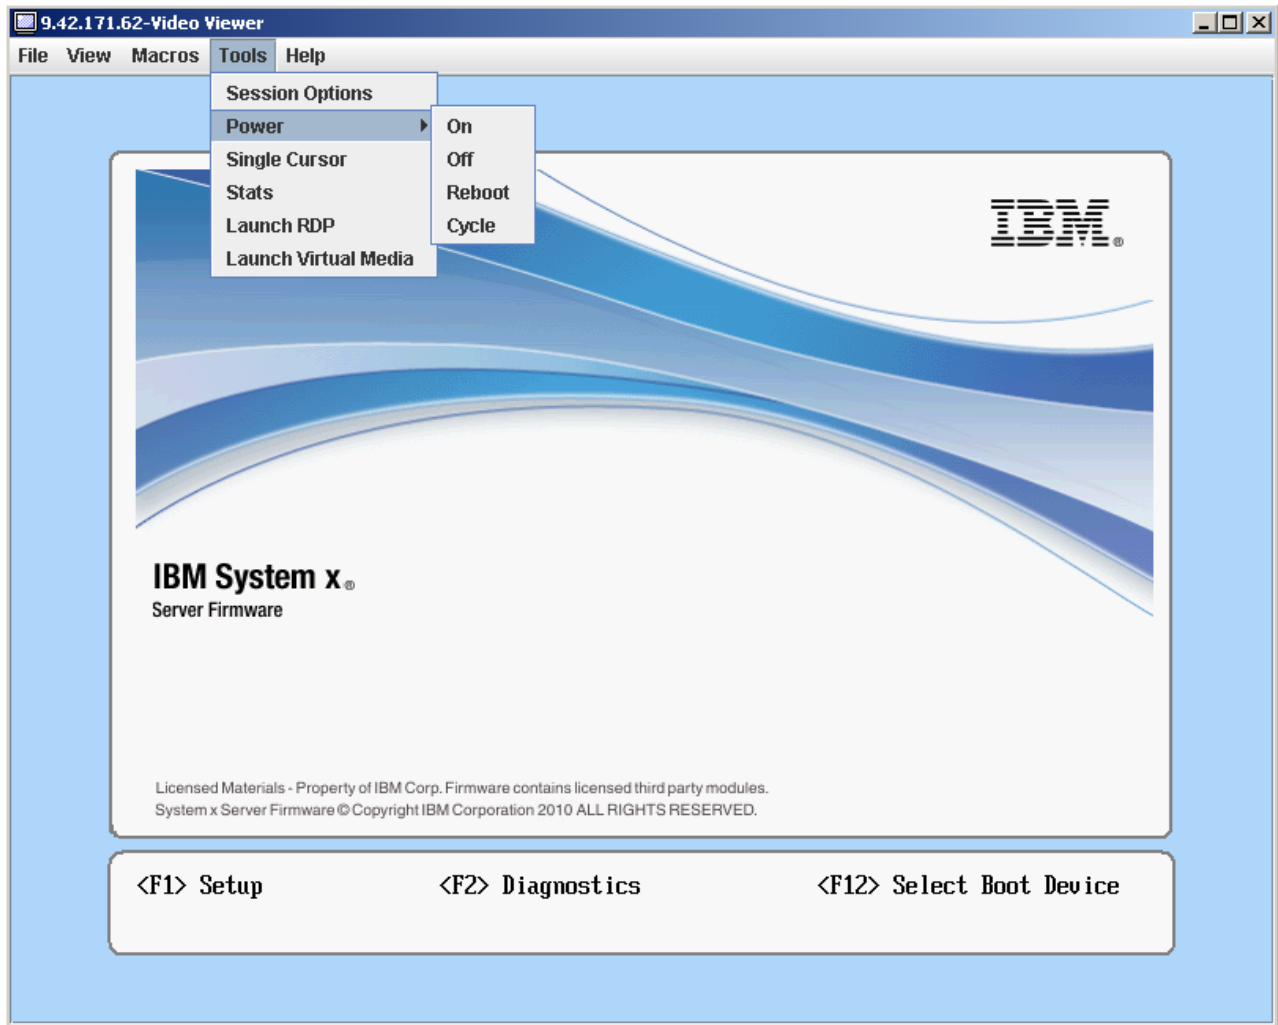 9.42.171.62-Video Viewer
File View Macros Tools Help
Session Options
Power
Single Cursor
Stats
Launch RDP
Launch Virtual Media
On
Off
Reboot
Cycle
IBM®
IBM System x®
Server Firmware
Licensed Materials - Property of IBM Corp. Firmware contains licensed third party modules.
System x Server Firmware © Copyright IBM Corporation 2010 ALL RIGHTS RESERVED.
<F1> Setup <F2> Diagnostics <F12> Select Boot Device